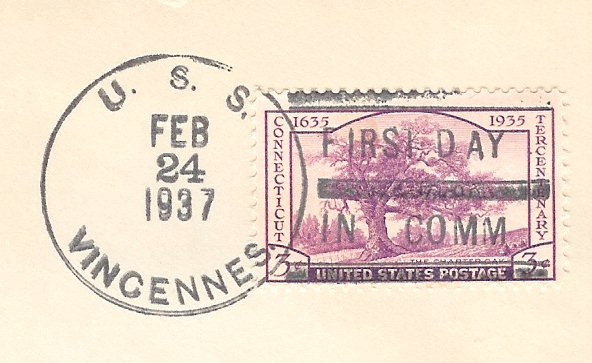 U. S. S.
FEB
24
1937
VINCENNES
CONNECTICUT
1635 1935
TERCENTENARY
FIRST DAY
IN COMM
THE CHARTER OAK
3¢ 3¢
UNITED STATES POSTAGE